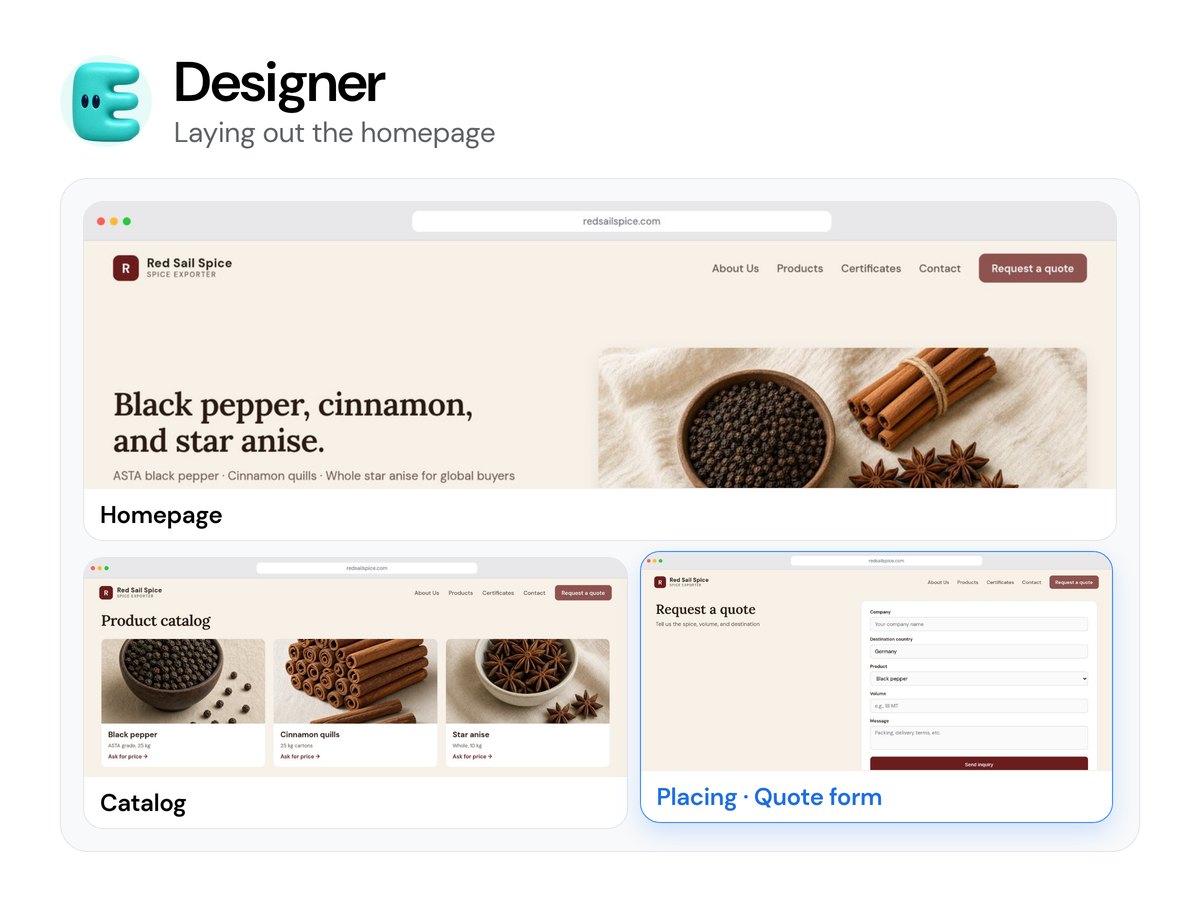 Designer
Laying out the homepage
redsailspice.com
R
Red Sail Spice
SPICE EXPORTER
About Us
Products
Certificates
Contact
Request a quote
Black pepper, cinnamon,
and star anise.
ASTA black pepper · Cinnamon quills · Whole star anise for global buyers
Homepage
redsailspice.com
R
Red Sail Spice
SPICE EXPORTER
About Us
Products
Certificates
Contact
Request a quote
Product catalog
Black pepper
ASTA grade, 25 kg
Ask for price →
Cinnamon quills
25 kg cartons
Ask for price →
Star anise
Whole, 10 kg
Ask for price →
Catalog
redsailspice.com
R
Red Sail Spice
SPICE EXPORTER
About Us
Products
Certificates
Contact
Request a quote
Request a quote
Tell us the spice, volume, and destination
Company
Your company name
Destination country
Germany
Product
Black pepper
Volume
e.g., 18 MT
Message
Packing, delivery terms, etc.
Send inquiry
Placing · Quote form